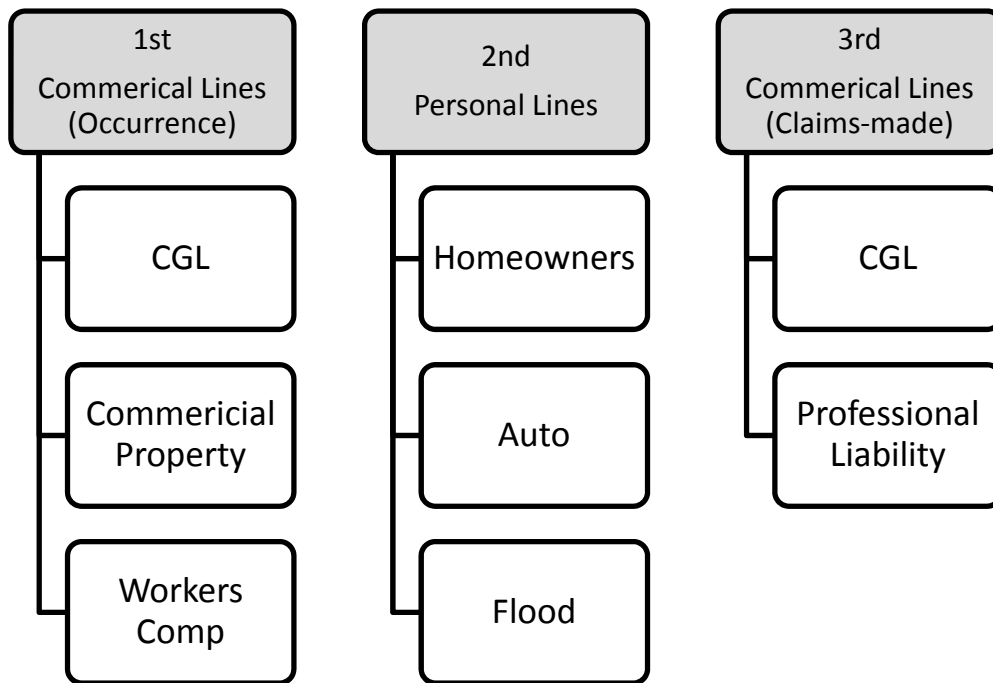 1st
Commerical Lines
(Occurrence)
CGL
Commericial
Property
Workers
Comp
2nd
Personal Lines
Homeowners
Auto
Flood
3rd
Commerical Lines
(Claims-made)
CGL
Professional
Liability